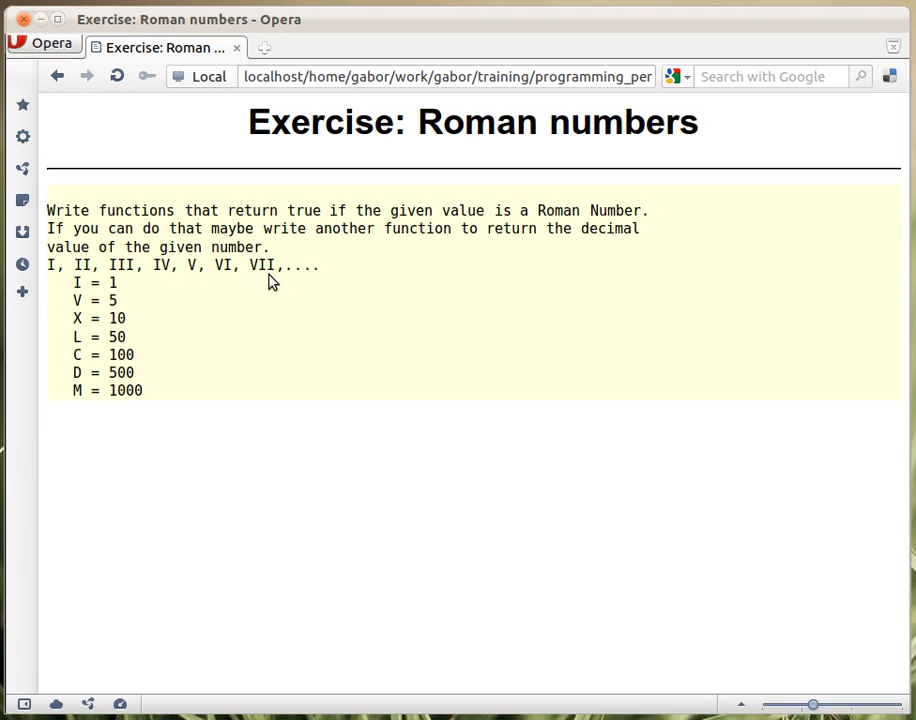 Exercise: Roman numbers - Opera
Opera
Exercise: Roman ...
Local
localhost/home/gabor/work/gabor/training/programming_per
Search with Google
Exercise: Roman numbers
Write functions that return true if the given value is a Roman Number.
If you can do that maybe write another function to return the decimal
value of the given number.
I, II, III, IV, V, VI, VII,....
I = 1
V = 5
X = 10
L = 50
C = 100
D = 500
M = 1000